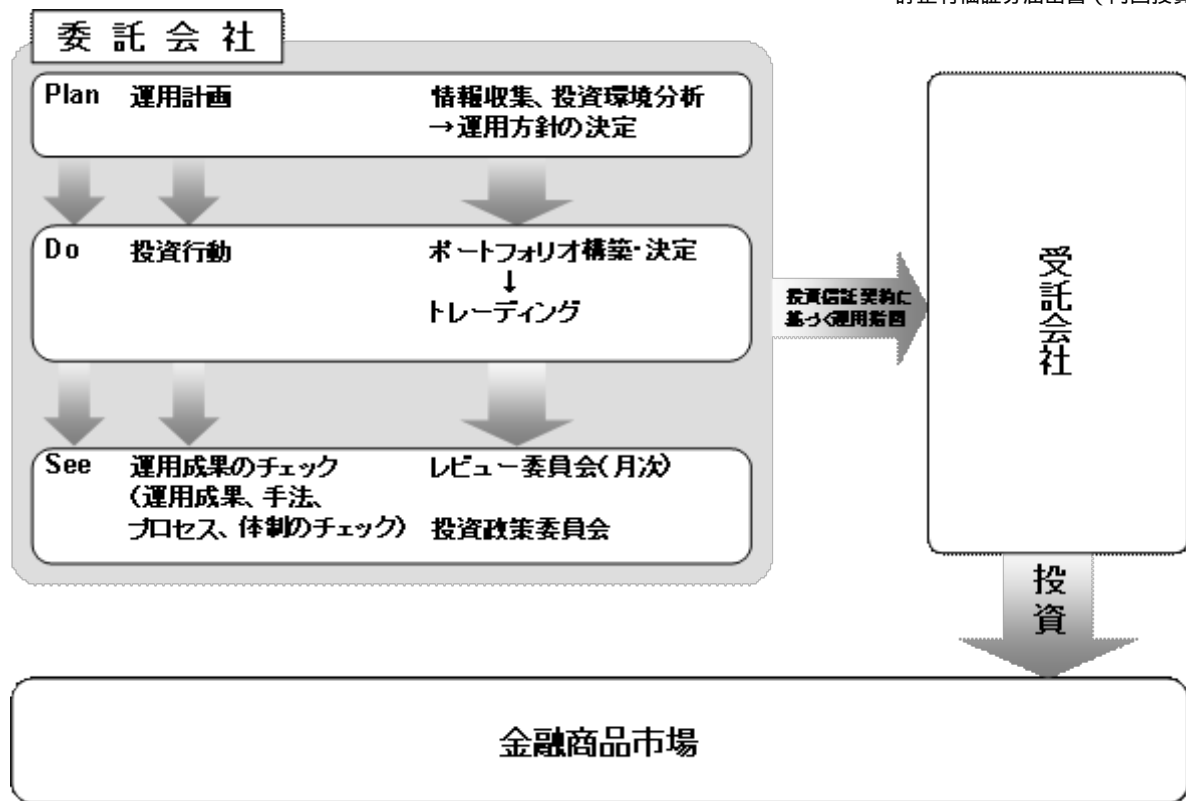 委託会社
Plan 運用計画 情報収集、投資環境分析
→運用方針の決定
Do 投資行動 ポートフォリオ構築・決定
↓
トレーディング
投資信託契約に
基づく運用指図
受託会社
See 運用成果のチェック レビュー委員会(月次)
(運用成果、手法、
プロセス、体制のチェック) 投資政策委員会
投資
金融商品市場